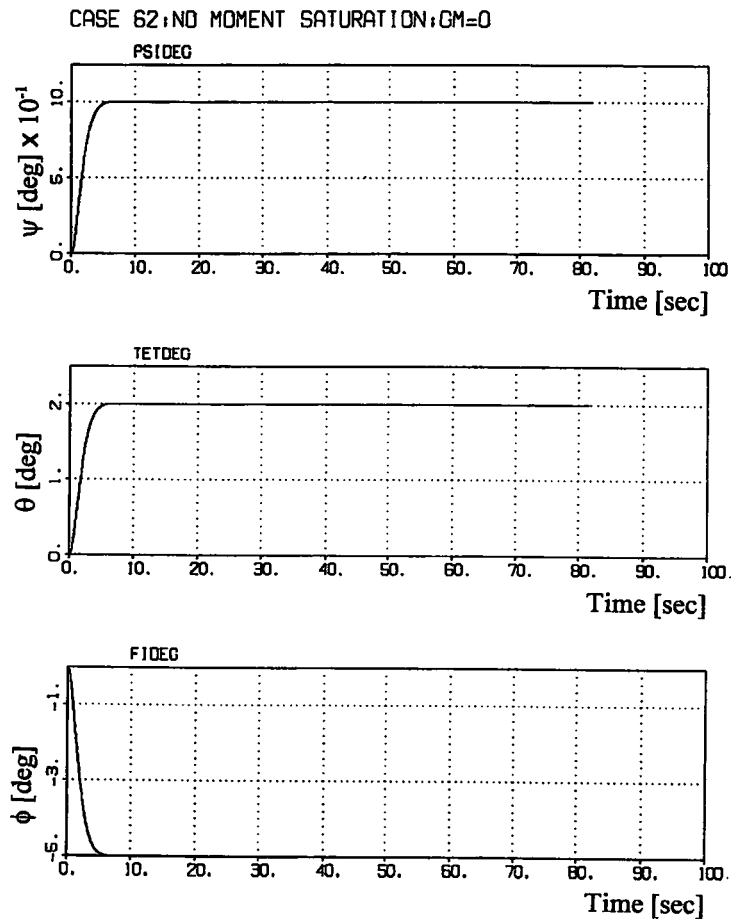 CASE 62;NO MOMENT SATURATION;GM=0
PSIDEG
ψ [deg] x 10⁻¹
10.
5.
0.
0. 10. 20. 30. 40. 50. 60. 70. 80. 90. 100
Time [sec]
TETDEG
θ [deg]
2.
1.
0.
0. 10. 20. 30. 40. 50. 60. 70. 80. 90. 100.
Time [sec]
FIDEG
ϕ [deg]
-1.
-3.
-5.
0. 10. 20. 30. 40. 50. 60. 70. 80. 90. 100.
Time [sec]